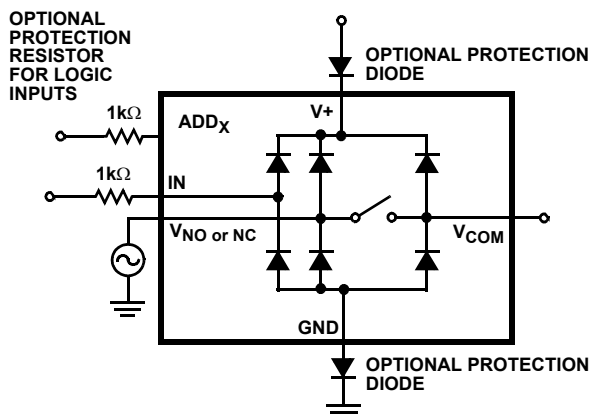 OPTIONAL
PROTECTION
RESISTOR
FOR LOGIC
INPUTS
OPTIONAL PROTECTION
DIODE
V+
1kΩ
ADDX
1kΩ
IN
VNO or NC
VCOM
GND
OPTIONAL PROTECTION
DIODE